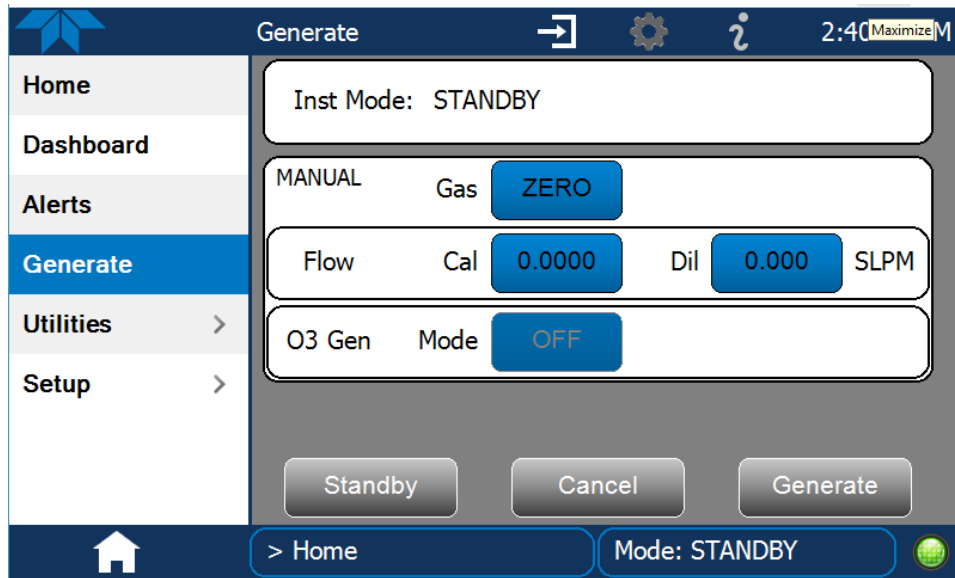 Generate 2:40 Maximize M
Home
Dashboard
Alerts
Generate
Utilities >
Setup >
Inst Mode: STANDBY
MANUAL Gas ZERO
Flow Cal 0.0000 Dil 0.000 SLPM
O3 Gen Mode OFF
Standby Cancel Generate
> Home Mode: STANDBY